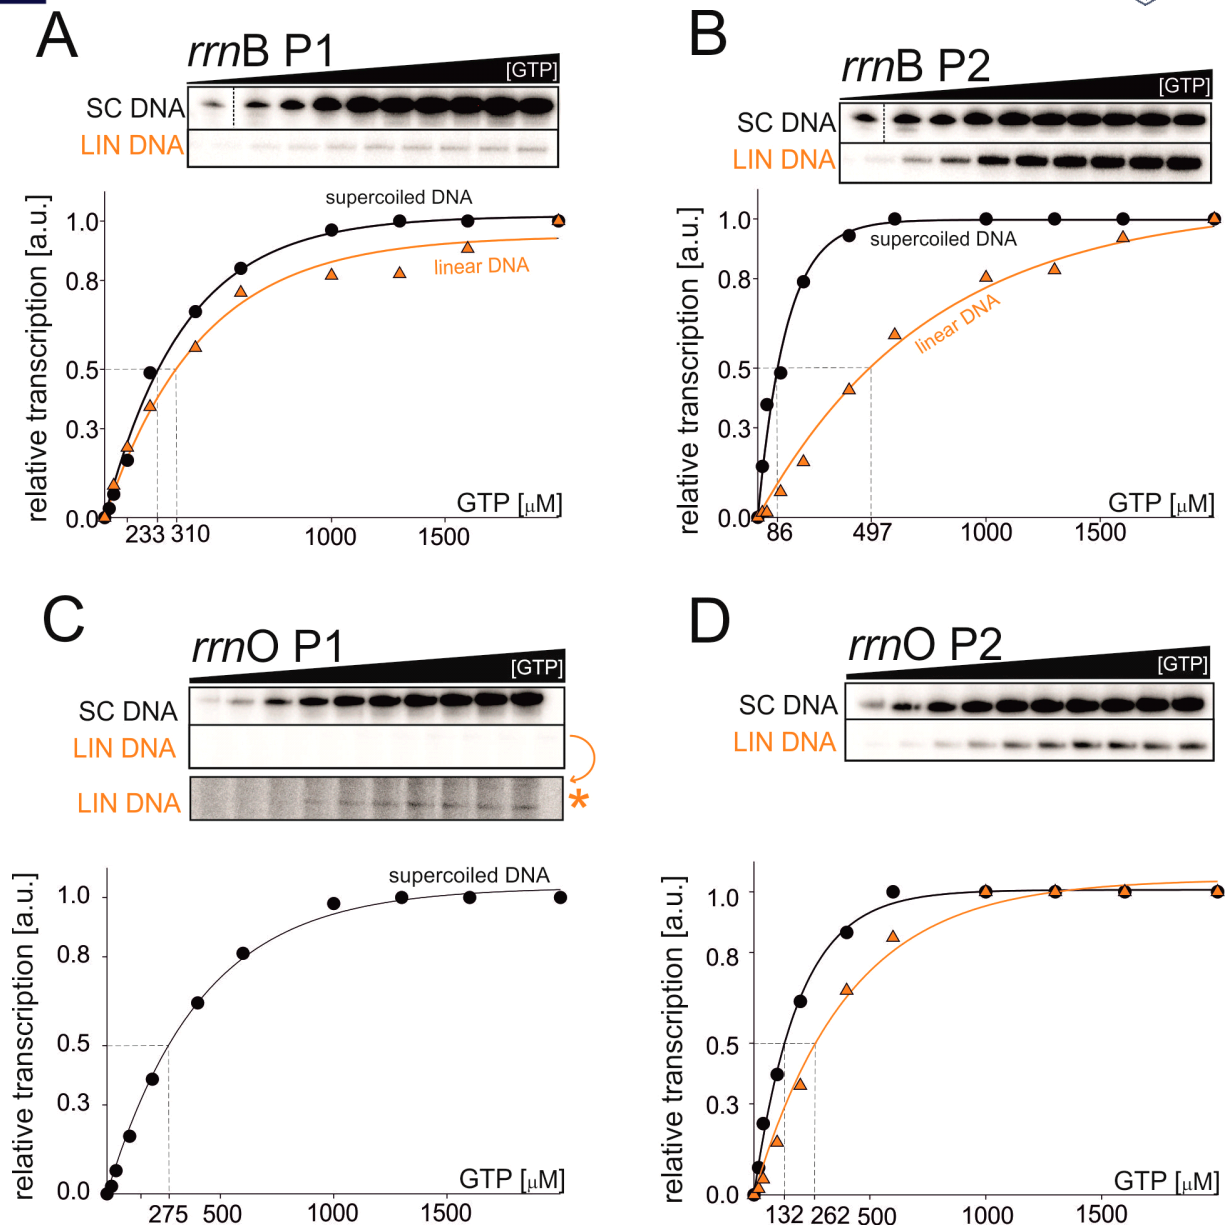 A
rrnB P1
[GTP]
SC DNA
LIN DNA
relative transcription [a.u.]
1.0
0.8
0.5
0.3
0.0
supercoiled DNA
linear DNA
GTP [μM]
233 310 1000 1500
B
rrnB P2
[GTP]
SC DNA
LIN DNA
relative transcription [a.u.]
1.0
0.8
0.5
0.3
0.0
supercoiled DNA
linear DNA
GTP [μM]
86 497 1000 1500
C
rrnO P1
[GTP]
SC DNA
LIN DNA
LIN DNA *
relative transcription [a.u.]
1.0
0.8
0.5
0.3
0.0
supercoiled DNA
GTP [μM]
275 500 1000 1500
D
rrnO P2
[GTP]
SC DNA
LIN DNA
relative transcription [a.u.]
1.0
0.8
0.5
0.3
0.0
GTP [μM]
132 262 500 1000 1500